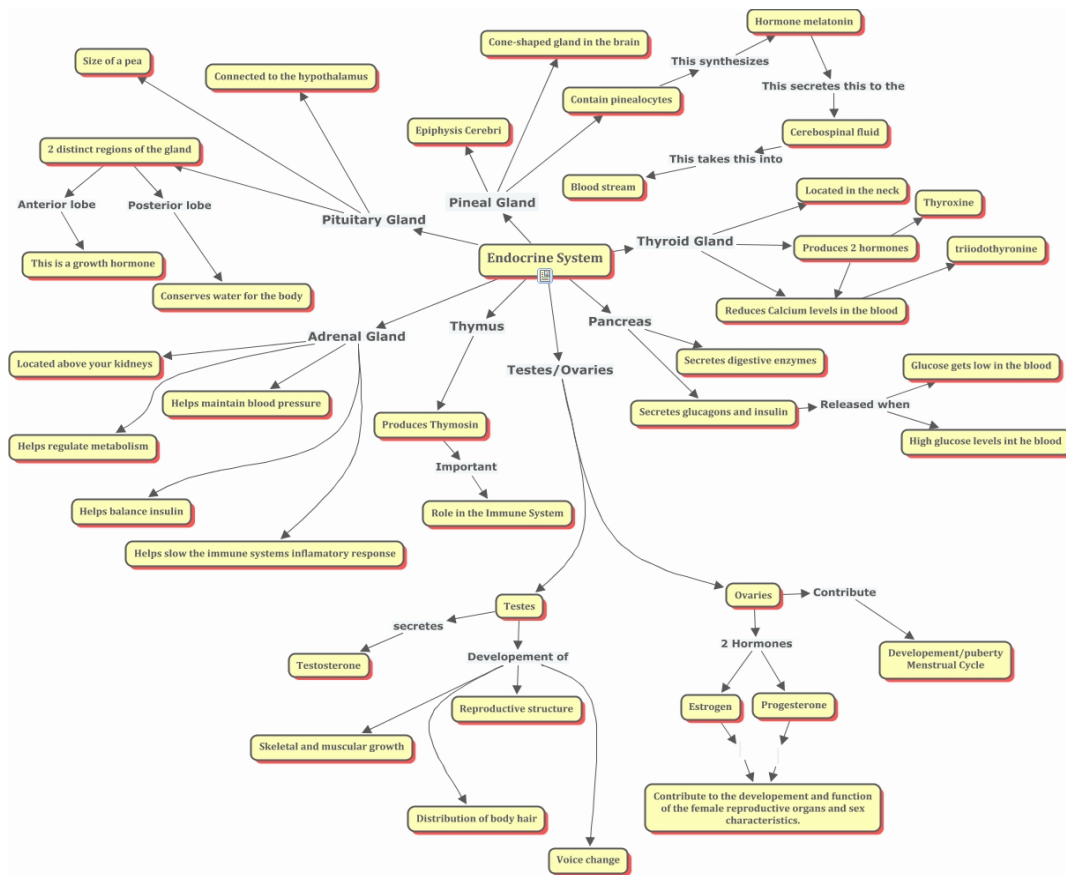 Hormone melatonin
Cone-shaped gland in the brain
Size of a pea
This synthesizes
Connected to the hypothalamus
This secretes this to the
Contain pinealocytes
Epiphysis Cerebri
Cerebospinal fluid
2 distinct regions of the gland
This takes this into
Blood stream
Located in the neck
Anterior lobe
Posterior lobe
Pineal Gland
Thyroxine
Pituitary Gland
Thyroid Gland
Produces 2 hormones
triiodothyronine
Endocrine System
This is a growth hormone
Conserves water for the body
Reduces Calcium levels in the blood
Thymus
Pancreas
Adrenal Gland
Located above your kidneys
Secretes digestive enzymes
Glucose gets low in the blood
Testes/Ovaries
Helps maintain blood pressure
Secretes glucagons and insulin
Released when
Produces Thymosin
Helps regulate metabolism
High glucose levels int he blood
Important
Helps balance insulin
Role in the Immune System
Helps slow the immune systems inflamatory response
Testes
Ovaries
Contribute
secretes
2 Hormones
Testosterone
Developement of
Developement/puberty
Menstrual Cycle
Reproductive structure
Estrogen
Progesterone
Skeletal and muscular growth
Contribute to the developement and function
of the female reproductive organs and sex
characteristics.
Distribution of body hair
Voice change